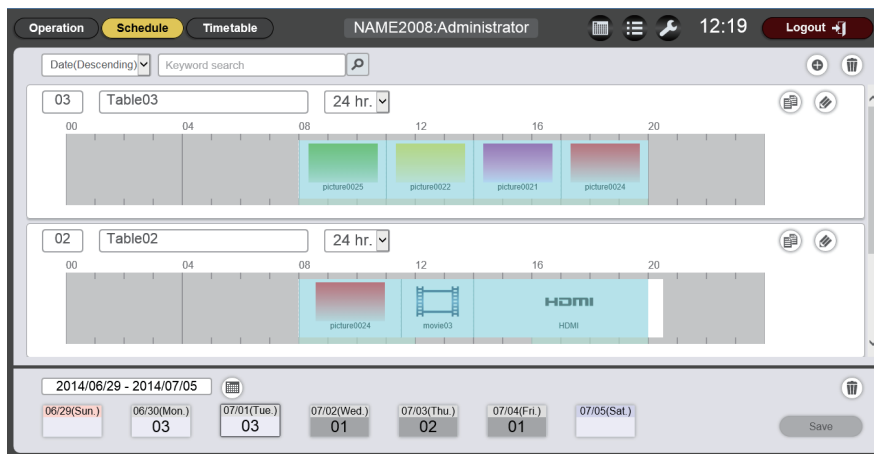 Operation Schedule Timetable NAME2008:Administrator 12:19 Logout
Date(Descending) Keyword search
03 Table03 24 hr.
00 04 08 12 16 20
picture0025 picture0022 picture0021 picture0024
02 Table02 24 hr.
00 04 08 12 16 20
HDMI
picture0024 movie03 HDMI
2014/06/29 - 2014/07/05
06/29(Sun.) 06/30(Mon.) 07/01(Tue.) 07/02(Wed.) 07/03(Thu.) 07/04(Fri.) 07/05(Sat.)
03 03 01 02 01
Save